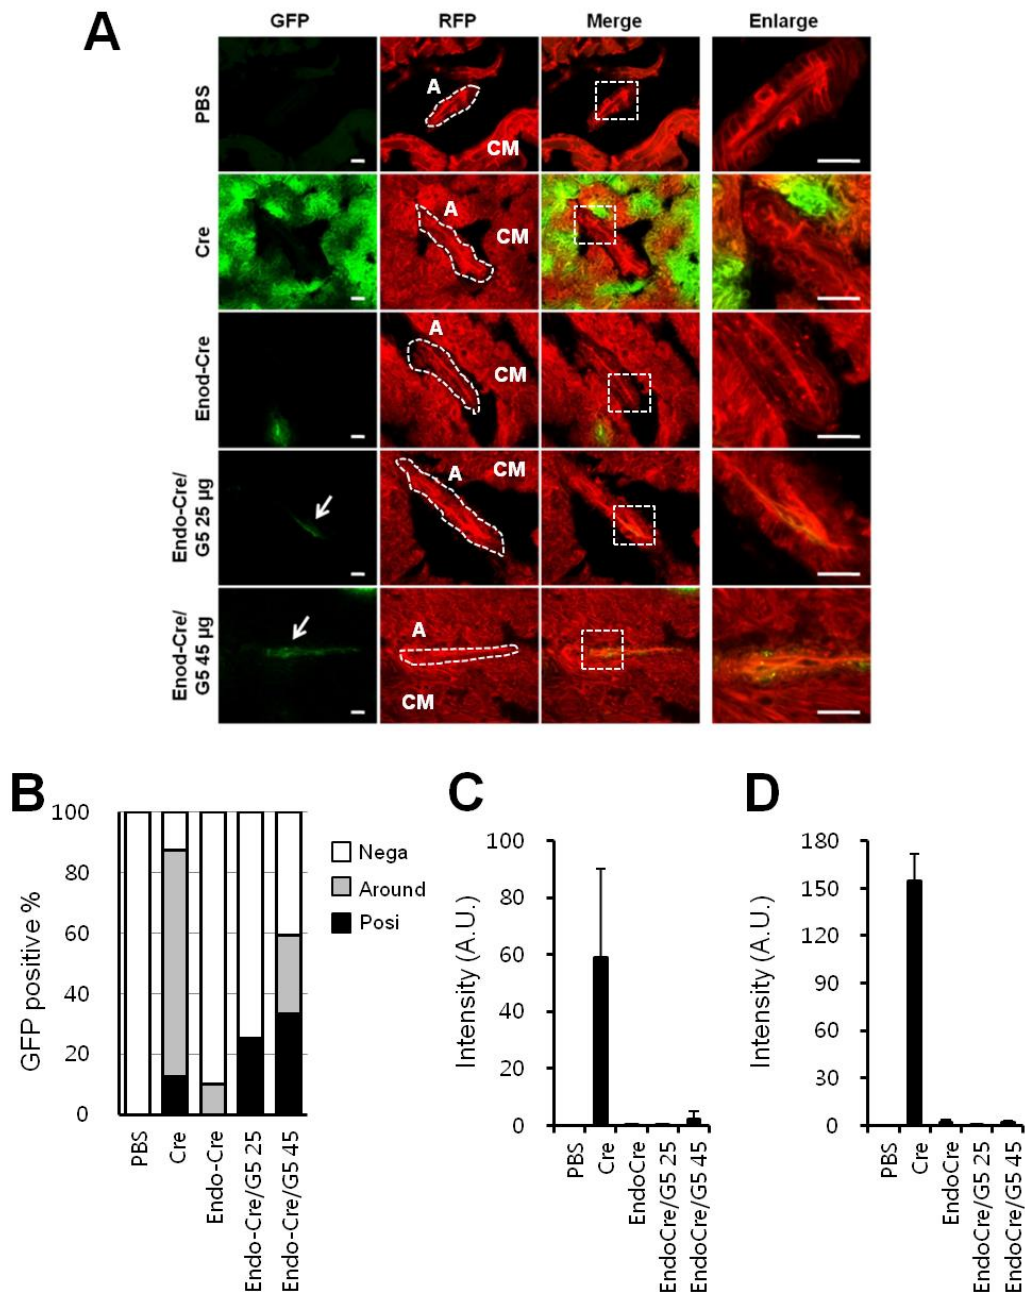 A
GFP RFP Merge Enlarge
PBS
A
CM
Cre
A
CM
Enod-Cre
A
CM
Endo-Cre/
G5 25 µg
A
CM
Enod-Cre/
G5 45 µg
A
CM
B
GFP positive %
100
80
60
40
20
0
PBS
Cre
Endo-Cre
Endo-Cre/G5 25
Endo-Cre/G5 45
Nega
Around
Posi
C
Intensity (A.U.)
100
80
60
40
20
0
PBS
Cre
EndoCre
EndoCre/G5 25
EndoCre/G5 45
D
Intensity (A.U.)
180
150
120
90
60
30
0
PBS
Cre
EndoCre
EndoCre/G5 25
EndoCre/G5 45